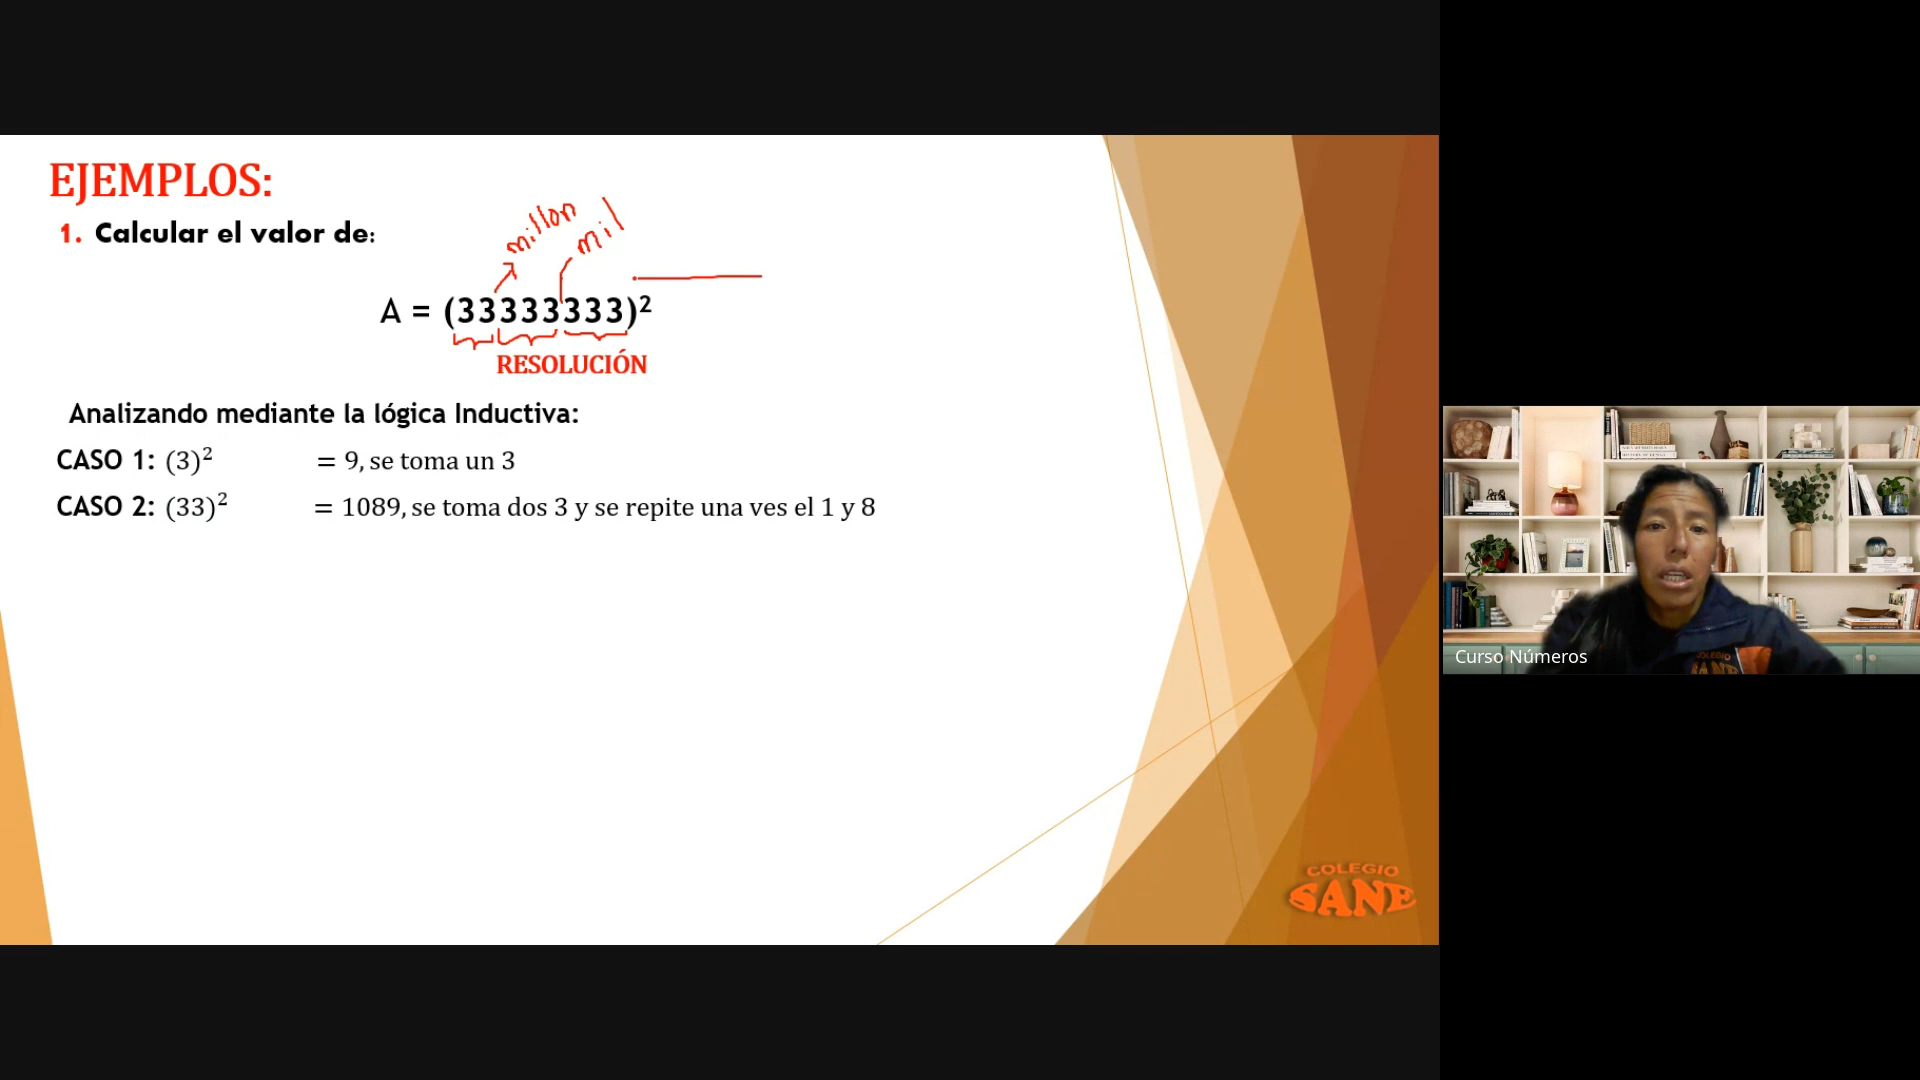 EJEMPLOS:
1. Calcular el valor de:
millon
mil
A = (33333333)²
RESOLUCIÓN
Analizando mediante la lógica Inductiva:
CASO 1: (3)² = 9, se toma un 3
CASO 2: (33)² = 1089, se toma dos 3 y se repite una ves el 1 y 8
COLEGIO
SANE
Curso Números
COLEGIO
SANE